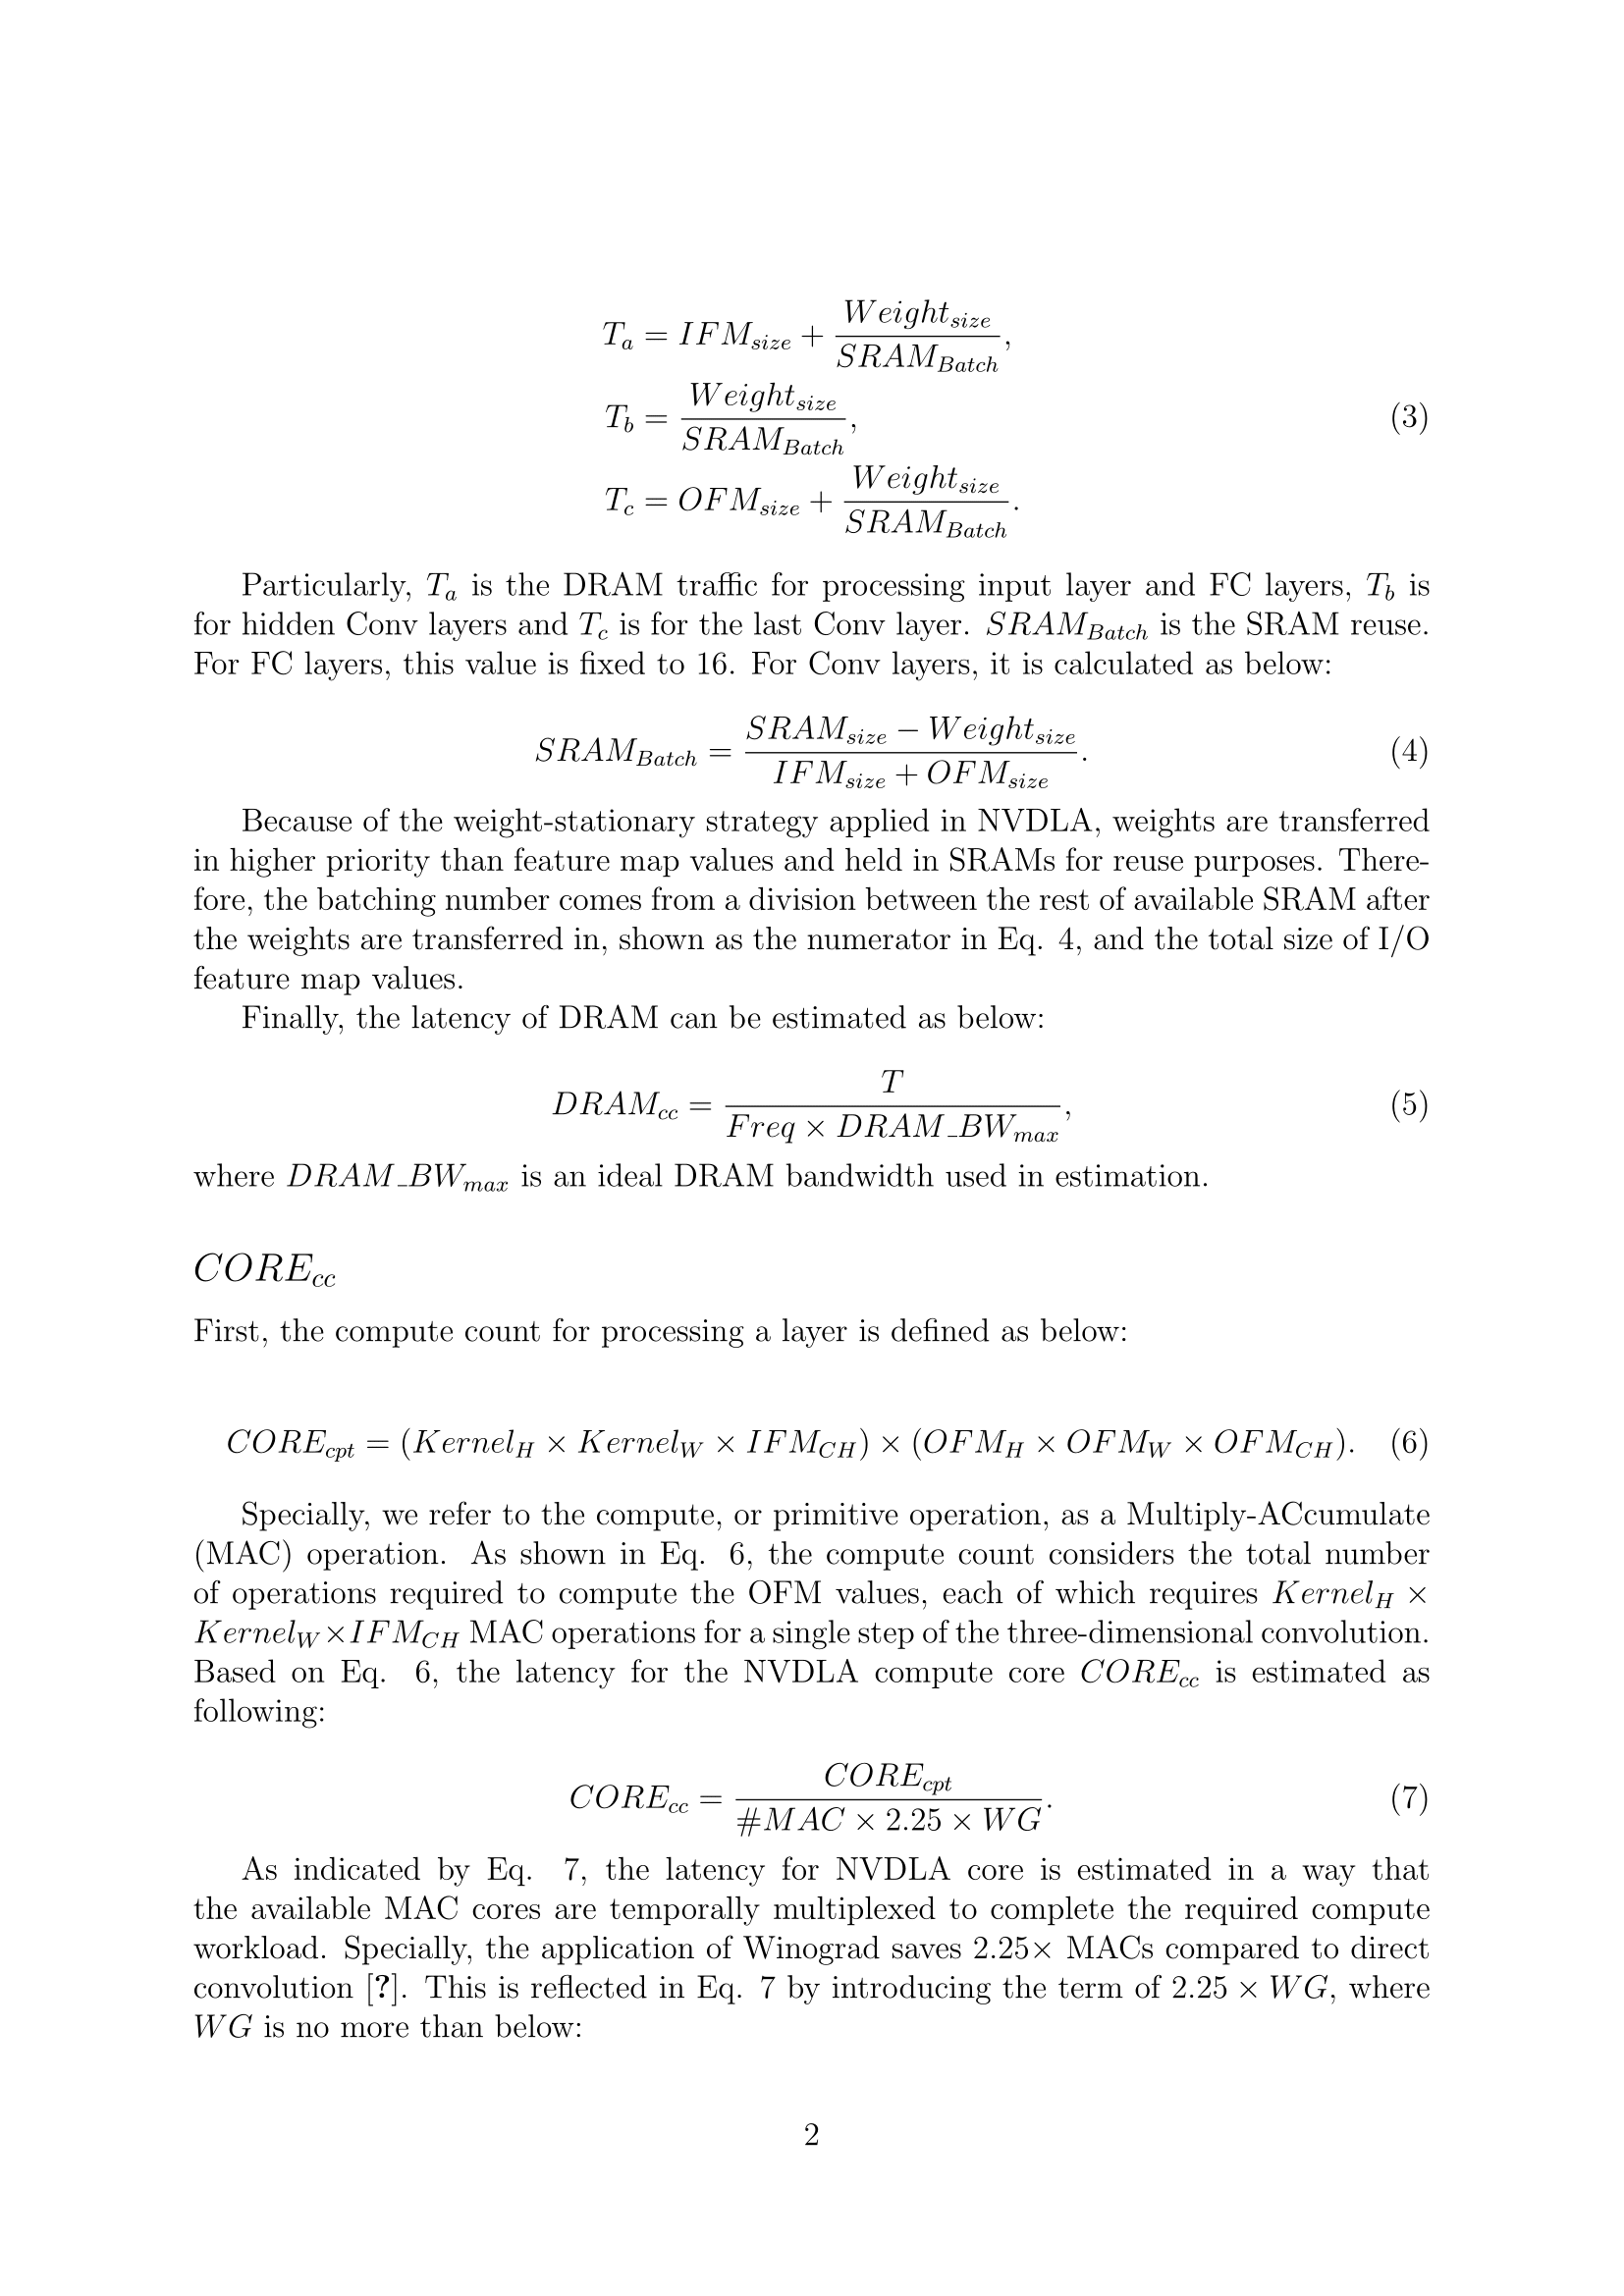 T_a = IFM_{size} + \frac{Weight_{size}}{SRAM_{Batch}},
T_b = \frac{Weight_{size}}{SRAM_{Batch}}, (3)
T_c = OFM_{size} + \frac{Weight_{size}}{SRAM_{Batch}}.
Particularly, T_a is the DRAM traffic for processing input layer and FC layers, T_b is
for hidden Conv layers and T_c is for the last Conv layer. SRAM_{Batch} is the SRAM reuse.
For FC layers, this value is fixed to 16. For Conv layers, it is calculated as below:
SRAM_{Batch} = \frac{SRAM_{size} − Weight_{size}}{IFM_{size} + OFM_{size}}. (4)
Because of the weight-stationary strategy applied in NVDLA, weights are transferred
in higher priority than feature map values and held in SRAMs for reuse purposes. There-
fore, the batching number comes from a division between the rest of available SRAM after
the weights are transferred in, shown as the numerator in Eq. 4, and the total size of I/O
feature map values.
Finally, the latency of DRAM can be estimated as below:
DRAM_{cc} = \frac{T}{Freq × DRAM\_BW_{max}}, (5)
where DRAM\_BW_{max} is an ideal DRAM bandwidth used in estimation.
CORE_{cc}
First, the compute count for processing a layer is defined as below:
CORE_{cpt} = (Kernel_H × Kernel_W × IFM_{CH}) × (OFM_H × OFM_W × OFM_{CH}). (6)
Specially, we refer to the compute, or primitive operation, as a Multiply-ACcumulate
(MAC) operation. As shown in Eq. 6, the compute count considers the total number
of operations required to compute the OFM values, each of which requires Kernel_H ×
Kernel_W × IFM_{CH} MAC operations for a single step of the three-dimensional convolution.
Based on Eq. 6, the latency for the NVDLA compute core CORE_{cc} is estimated as
following:
CORE_{cc} = \frac{CORE_{cpt}}{\#MAC × 2.25 × WG}. (7)
As indicated by Eq. 7, the latency for NVDLA core is estimated in a way that
the available MAC cores are temporally multiplexed to complete the required compute
workload. Specially, the application of Winograd saves 2.25× MACs compared to direct
convolution [?]. This is reflected in Eq. 7 by introducing the term of 2.25 × WG, where
WG is no more than below:
2